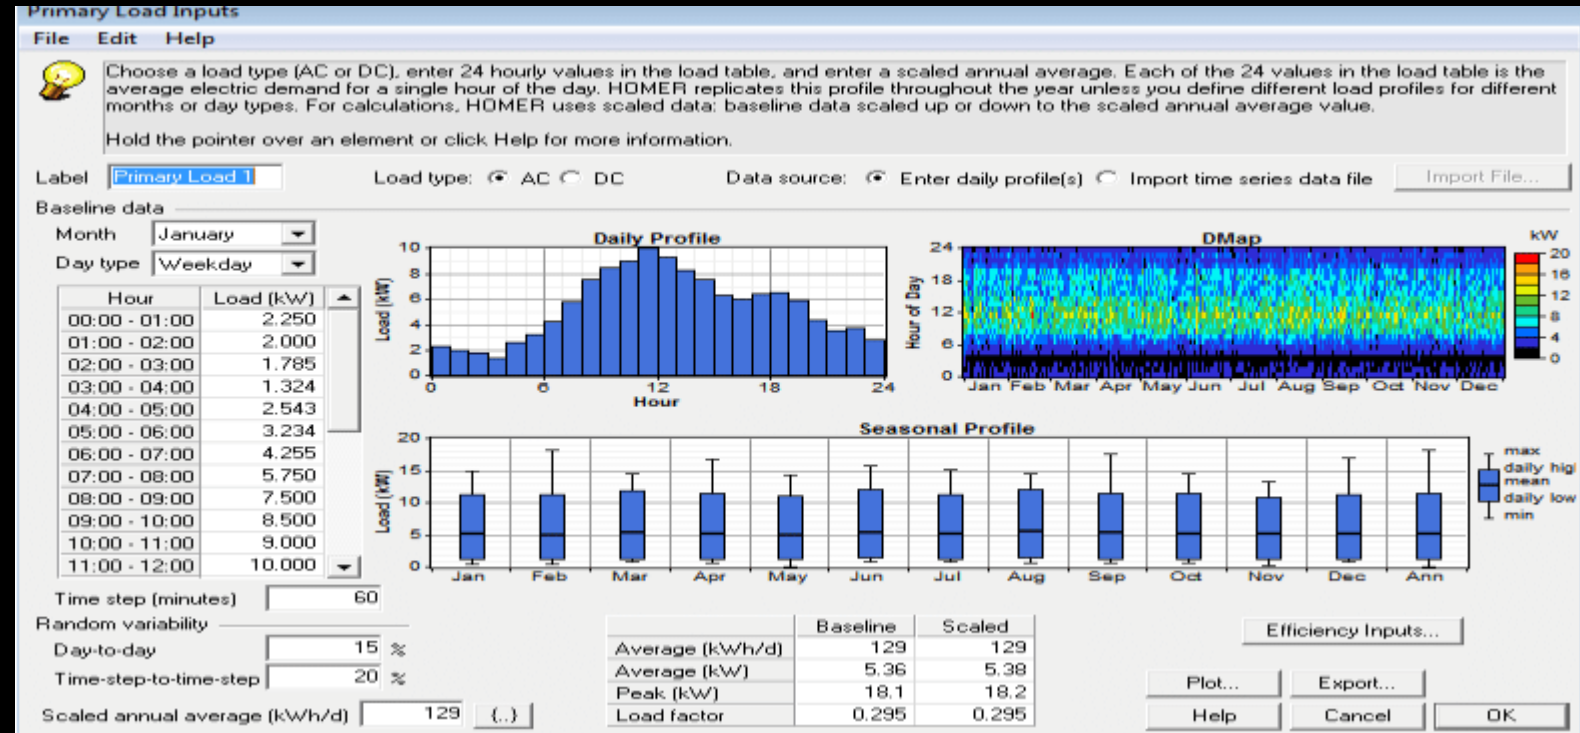 Primary Load Inputs
File Edit Help
Choose a load type (AC or DC), enter 24 hourly values in the load table, and enter a scaled annual average. Each of the 24 values in the load table is the
average electric demand for a single hour of the day. HOMER replicates this profile throughout the year unless you define different load profiles for different
months or day types. For calculations, HOMER uses scaled data: baseline data scaled up or down to the scaled annual average value.
Hold the pointer over an element or click Help for more information.
Label Primary Load 1 Load type: AC DC Data source: Enter daily profile(s) Import time series data file Import File...
Baseline data
Month January
Day type Weekday
Hour Load (kW)
00:00 - 01:00 2.250
01:00 - 02:00 2.000
02:00 - 03:00 1.785
03:00 - 04:00 1.324
04:00 - 05:00 2.543
05:00 - 06:00 3.234
06:00 - 07:00 4.255
07:00 - 08:00 5.750
08:00 - 09:00 7.500
09:00 - 10:00 8.500
10:00 - 11:00 9.000
11:00 - 12:00 10.000
Daily Profile
Load (kW)
10
8
6
4
2
0
0 6 12 18 24
Hour
DMap
Hour of Day
24
18
12
6
0
Jan Feb Mar Apr May Jun Jul Aug Sep Oct Nov Dec
kW
20
16
12
8
4
0
Seasonal Profile
Load (kW)
20
15
10
5
0
Jan Feb Mar Apr May Jun Jul Aug Sep Oct Nov Dec Ann
max
daily high
mean
daily low
min
Time step (minutes) 60
Random variability
Day-to-day 15 %
Time-step-to-time-step 20 %
Scaled annual average (kWh/d) 129 {..}
Baseline Scaled
Average (kWh/d) 129 129
Average (kW) 5.36 5.38
Peak (kW) 18.1 18.2
Load factor 0.295 0.295
Efficiency Inputs...
Plot... Export...
Help Cancel OK